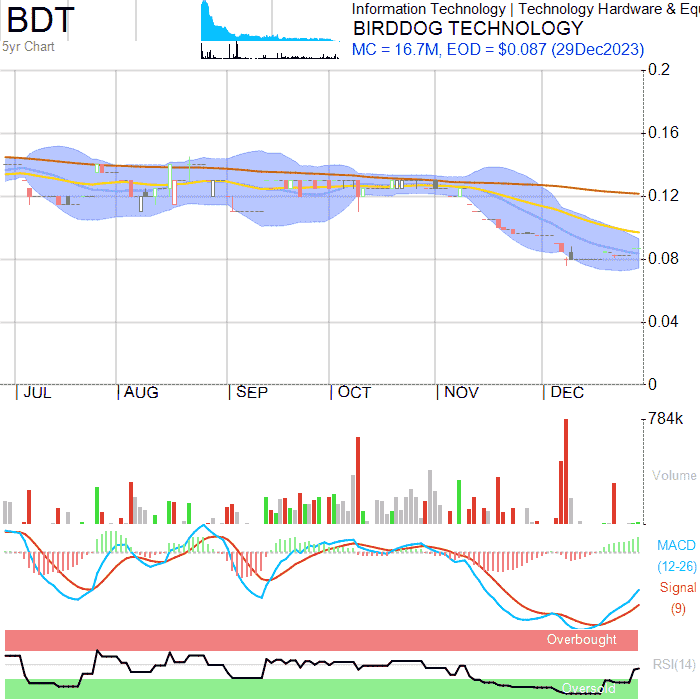 BDT
5yr Chart
Information Technology | Technology Hardware & Equ
BIRDDOG TECHNOLOGY
MC = 16.7M, EOD = $0.087 (29Dec2023)
0.2
0.16
0.12
0.08
0.04
0
JUL AUG SEP OCT NOV DEC
784k
Volume
MACD
(12-26)
Signal
(9)
Overbought
RSI(14)
Oversold